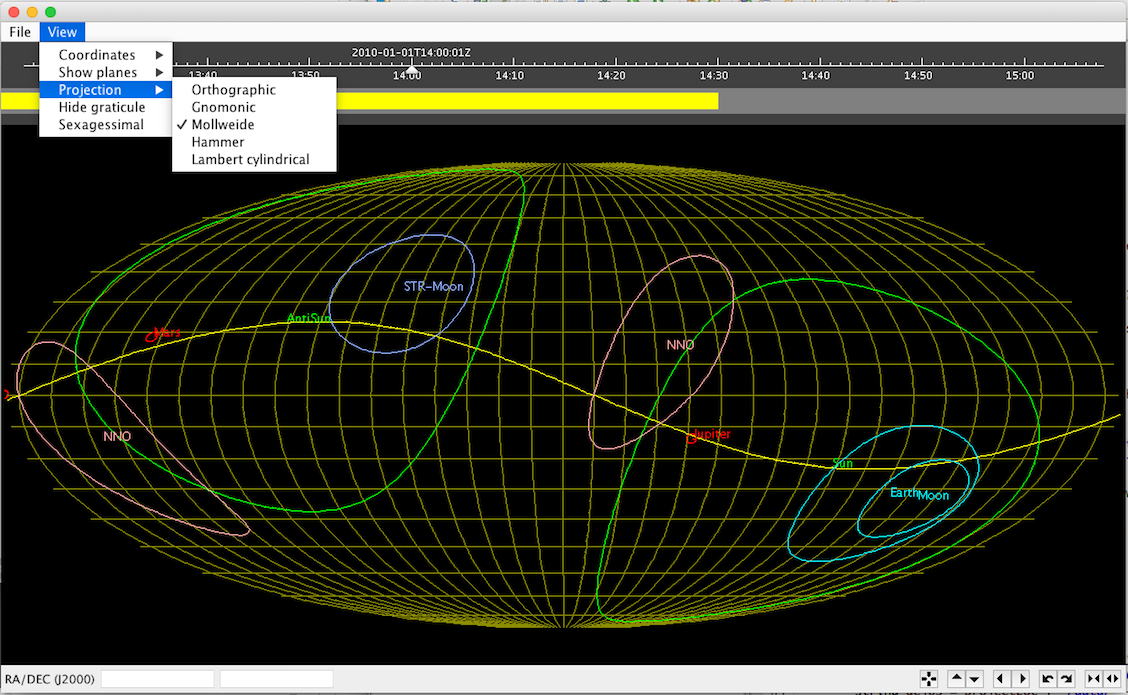 File View
Coordinates
Show planes
Projection
Hide graticule
Sexagessimal
Orthographic
Gnomonic
✓ Mollweide
Hammer
Lambert cylindrical
2010-01-01T14:00:01Z
13:40 13:50 14:00 14:10 14:20 14:30 14:40 14:50 15:00
STR-Moon
AntiSun
Mars
NNO
NNO
Jupiter
Sun
Earth
Moon
RA/DEC (J2000)